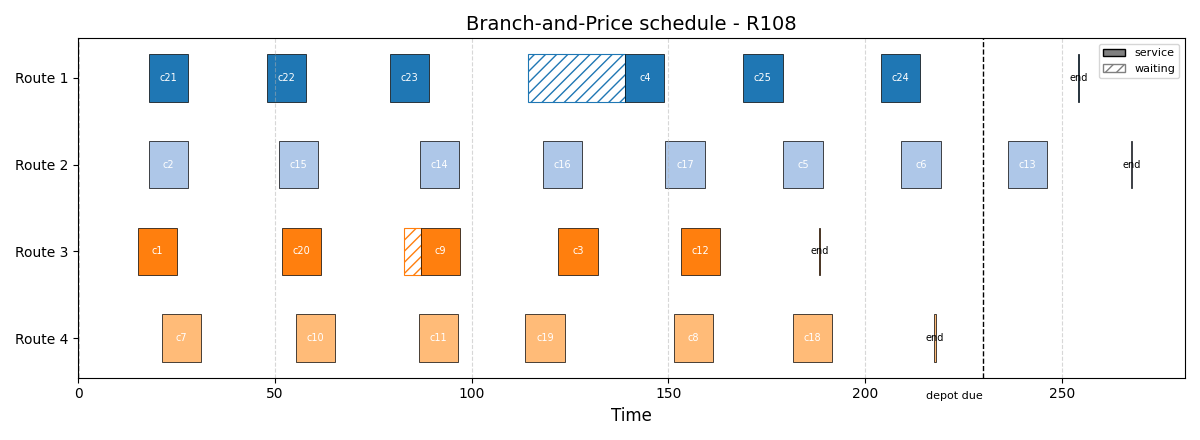 Branch-and-Price schedule - R108
service
waiting
Route 1
c21
c22
c23
c4
c25
c24
end
Route 2
c2
c15
c14
c16
c17
c5
c6
c13
end
Route 3
c1
c20
c9
c3
c12
end
Route 4
c7
c10
c11
c19
c8
c18
end
0
50
100
150
200
250
depot due
Time